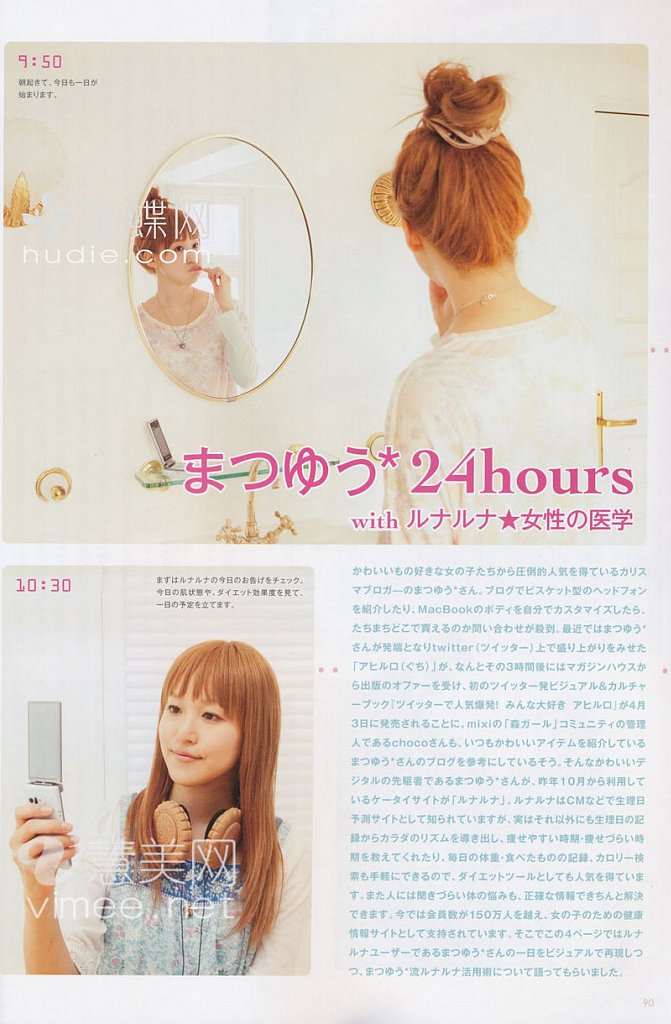 9:50
朝起きて、今日も一日が
始まります。
蝶网
hudie.com
まつゆう* 24hours
with ルナルナ★女性の医学
10:30
まずはルナルナの今日のお告げをチェック。
今日の肌状態や、ダイエット効果度を見て、
一日の予定を立てます。
慧美网
vimee.net
かわいいもの好きな女の子たちから圧倒的人気を得ているカリス
マブロガーのまつゆう*さん。ブログでビスケット型のヘッドフォン
を紹介したり、MacBookのボディを自分でカスタマイズしたら、
たちまちどこで買えるのか問い合わせが殺到。最近ではまつゆう*
さんが発端となりtwitter（ツイッター）上で盛り上がりをみせた
「アヒル口（ぐち）」が、なんとその3時間後にはマガジンハウスか
ら出版のオファーを受け、初のツイッター発ビジュアル&カルチャ
ーブック『ツイッターで人気爆発! みんな大好き アヒル口』が4月
3日に発売されることに。mixiの「森ガール」コミュニティの管理
人であるchocoさんも、いつもかわいいアイテムを紹介している
まつゆう*さんのブログを参考にしているそう。そんなかわいいデ
ジタルの先駆者であるまつゆう*さんが、昨年10月から利用して
いるケータイサイトが「ルナルナ」。ルナルナはCMなどで生理日
予測サイトとして知られていますが、実はそれ以外にも生理日の記
録からカラダのリズムを導き出し、痩せやすい時期・痩せづらい時
期を教えてくれたり、毎日の体重・食べたものの記録、カロリー検
索も手軽にできるので、ダイエットツールとしても人気を得ていま
す。また人には聞きづらい体の悩みも、正確な情報できちんと解決
できます。今では会員数が150万人を越え、女の子のための健康
情報サイトとして支持されています。そこでこの4ページではルナ
ルナユーザーであるまつゆう*さんの一日をビジュアルで再現しつ
つ、まつゆう*流ルナルナ活用術について語ってもらいました。
90